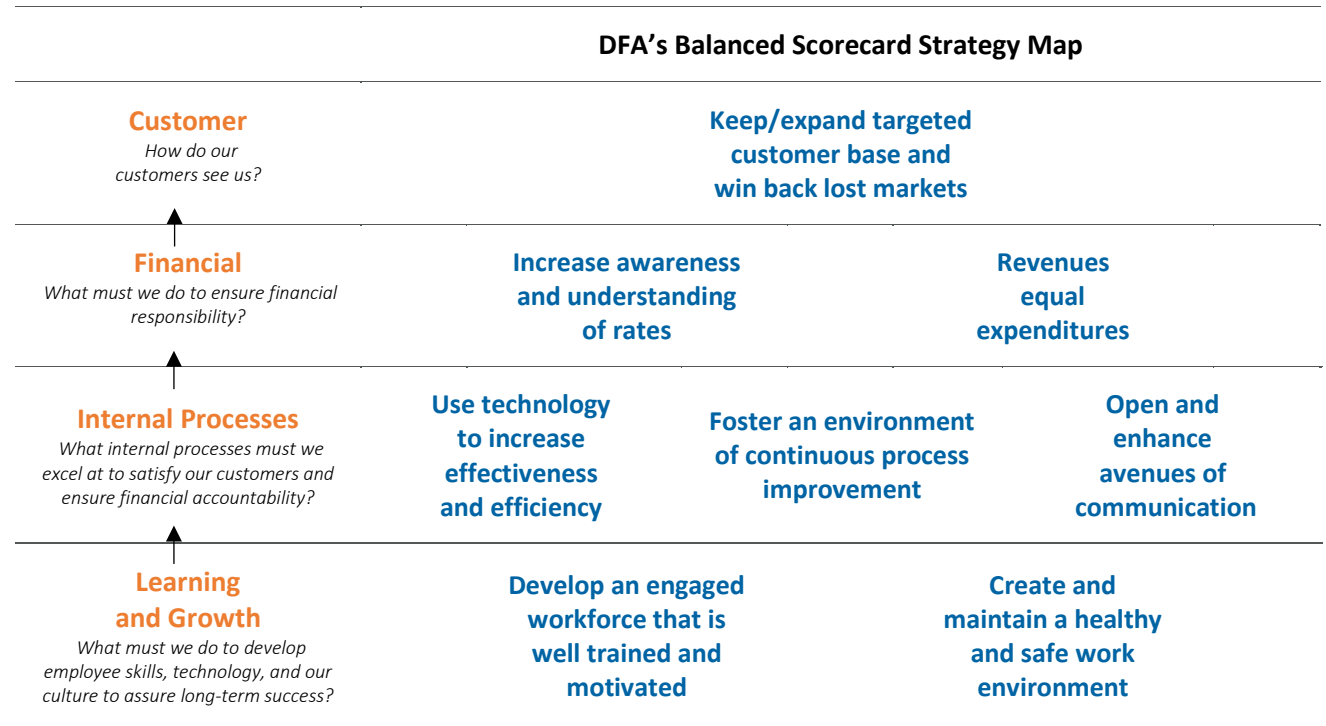 DFA's Balanced Scorecard Strategy Map
Customer
How do our
customers see us?
Keep/expand targeted
customer base and
win back lost markets
Financial
What must we do to ensure financial
responsibility?
Increase awareness
and understanding
of rates
Revenues
equal
expenditures
Internal Processes
What internal processes must we
excel at to satisfy our customers and
ensure financial accountability?
Use technology
to increase
effectiveness
and efficiency
Foster an environment
of continuous process
improvement
Open and
enhance
avenues of
communication
Learning
and Growth
What must we do to develop
employee skills, technology, and our
culture to assure long-term success?
Develop an engaged
workforce that is
well trained and
motivated
Create and
maintain a healthy
and safe work
environment